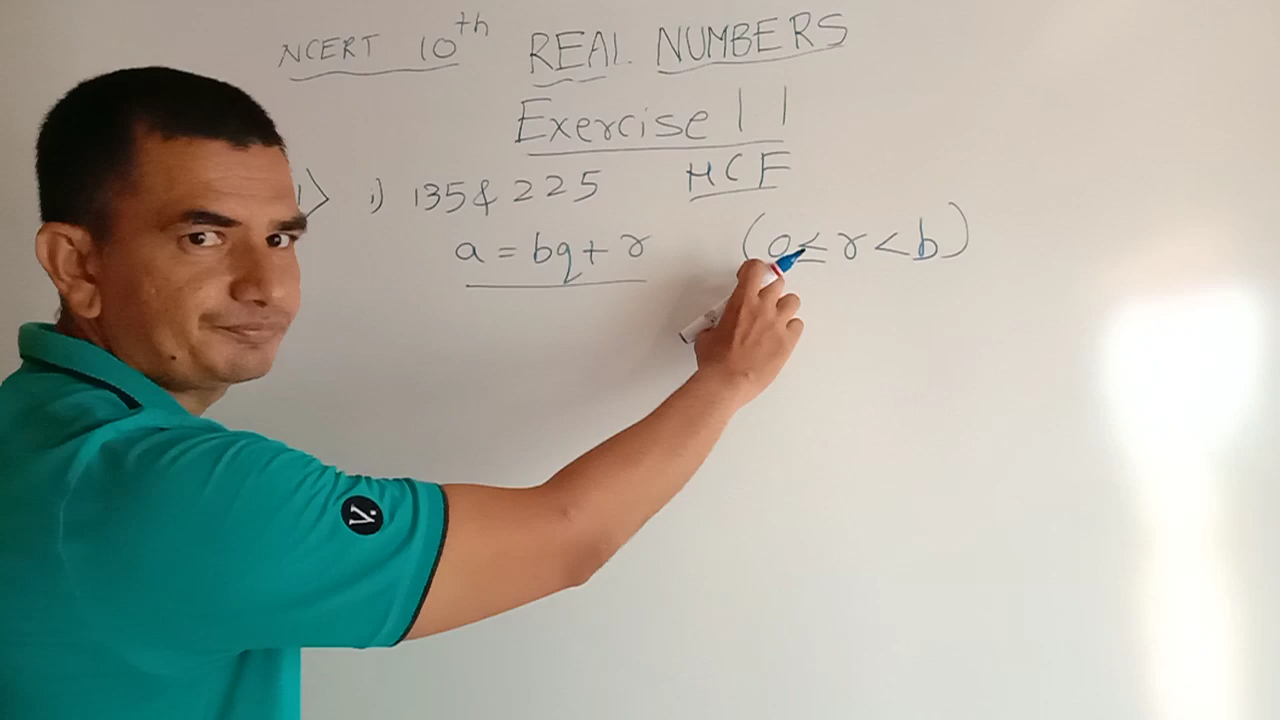 NCERT 10th REAL NUMBERS
Exercise 1 1
1) i) 135 & 225 HCF
a = bq + r (0 ≤ r < b)
V.